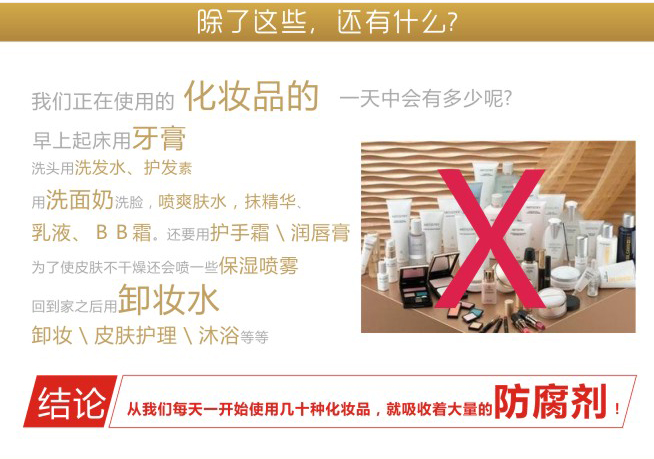 除了这些，还有什么?
我们正在使用的 化妆品的 一天中会有多少呢?
早上起床用牙膏
洗头用洗发水、护发素
用洗面奶洗脸，喷爽肤水，抹精华、
乳液、ＢＢ霜。还要用护手霜 \ 润唇膏
为了使皮肤不干燥还会喷一些保湿喷雾
回到家之后用卸妆水
卸妆 \ 皮肤护理 \ 沐浴等等
X
结论 从我们每天一开始使用几十种化妆品，就吸收着大量的防腐剂！